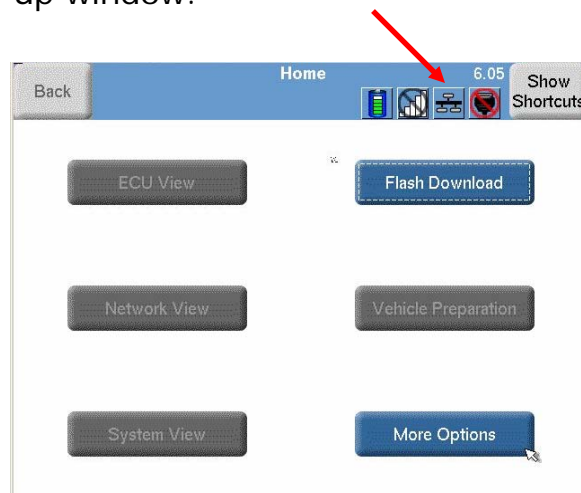 up window.
Home 6.05
Back
Show
Shortcuts
ECU View
Flash Download
Network View
Vehicle Preparation
System View
More Options